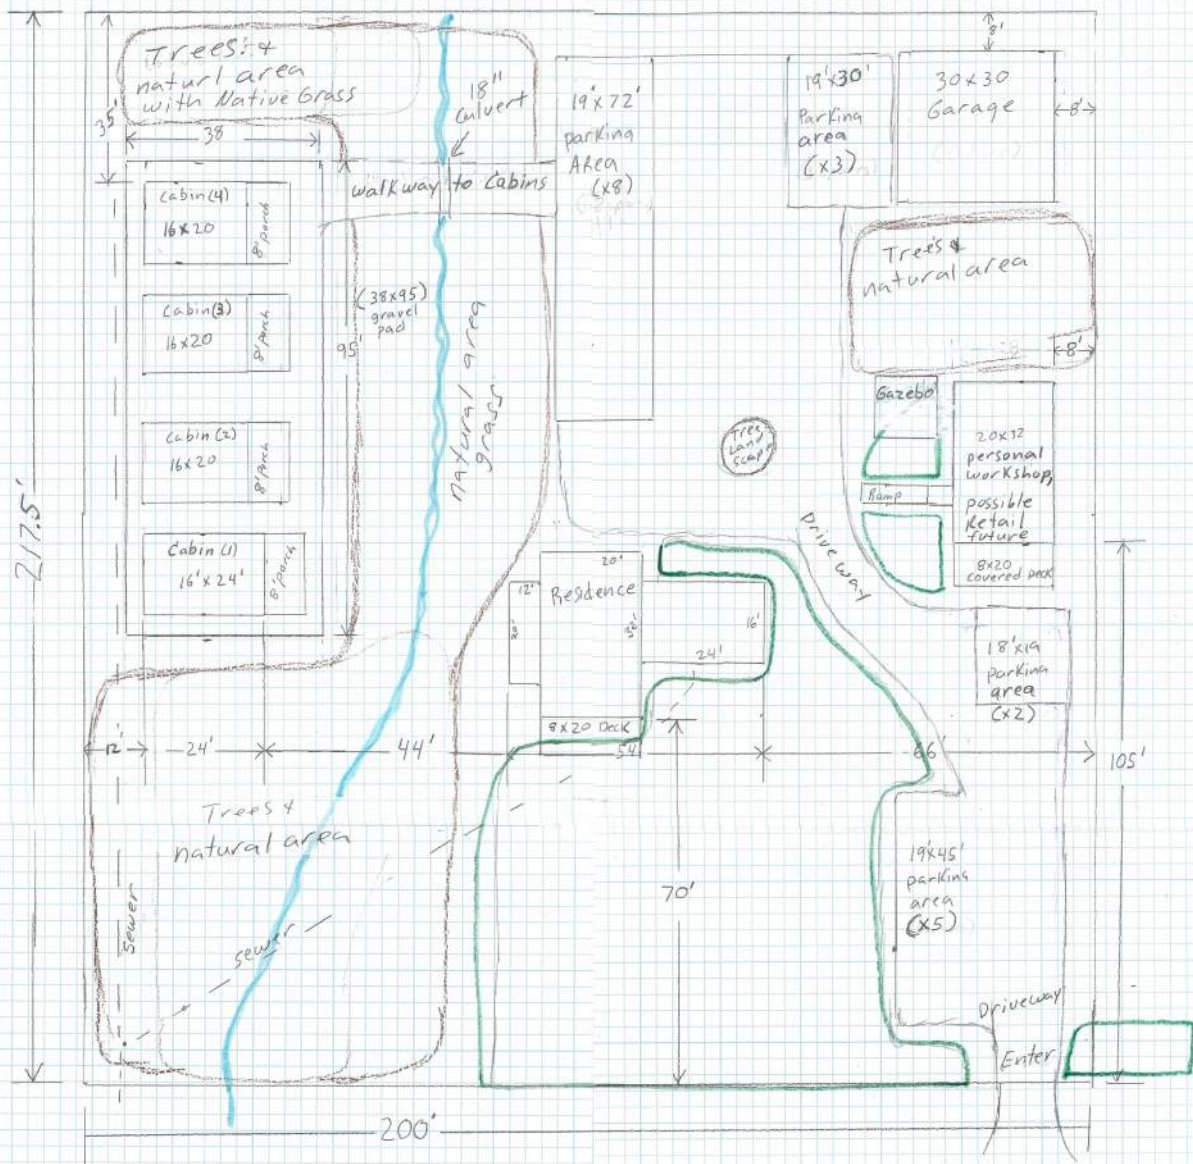 8'
Trees: &
naturl area
with Native Grass
35'
38
18"
Culvert
19'x72'
parking
Area
(x8)
19'x30'
Parking
area
(x3)
30x30
Garage
8'
walkway to Cabins
Cabin(4)
16x20
8' porch
Trees &
natural area
Cabin(3)
16x20
8' porch
(38x95)
gravel
pad
95'
natural area
grass
8'
Gazebo
Cabin(2)
16x20
8' porch
Tree
Land
scape
Ramp
personal
workshop,
possible
Retail
future
8x20
covered Deck
217.5'
Cabin(1)
16'x24'
8' porch
Driveway
20'
12'
Residence
20'
32'
16'
24'
18'x19
parking
area
(x2)
8x20 Deck
12'
24'
44'
54'
66'
105'
Trees &
natural area
19'x45'
parking
area
(x5)
70'
Sewer
sewer
Driveway
Enter
200'